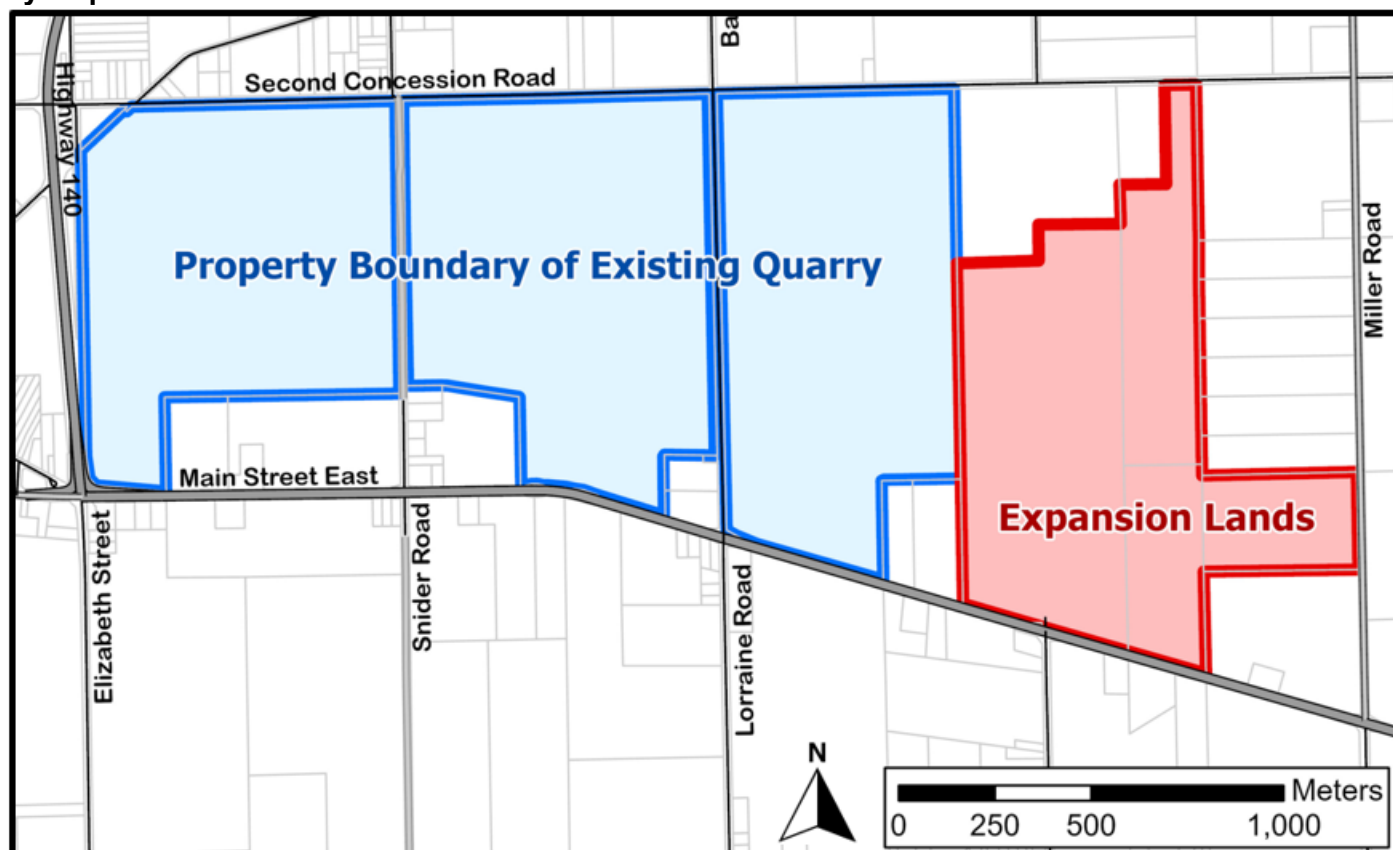 Second Concession Road
Ba
Highway 140
Property Boundary of Existing Quarry
Miller Road
Main Street East
Expansion Lands
Elizabeth Street
Snider Road
Lorraine Road
N
Meters
0 250 500 1,000